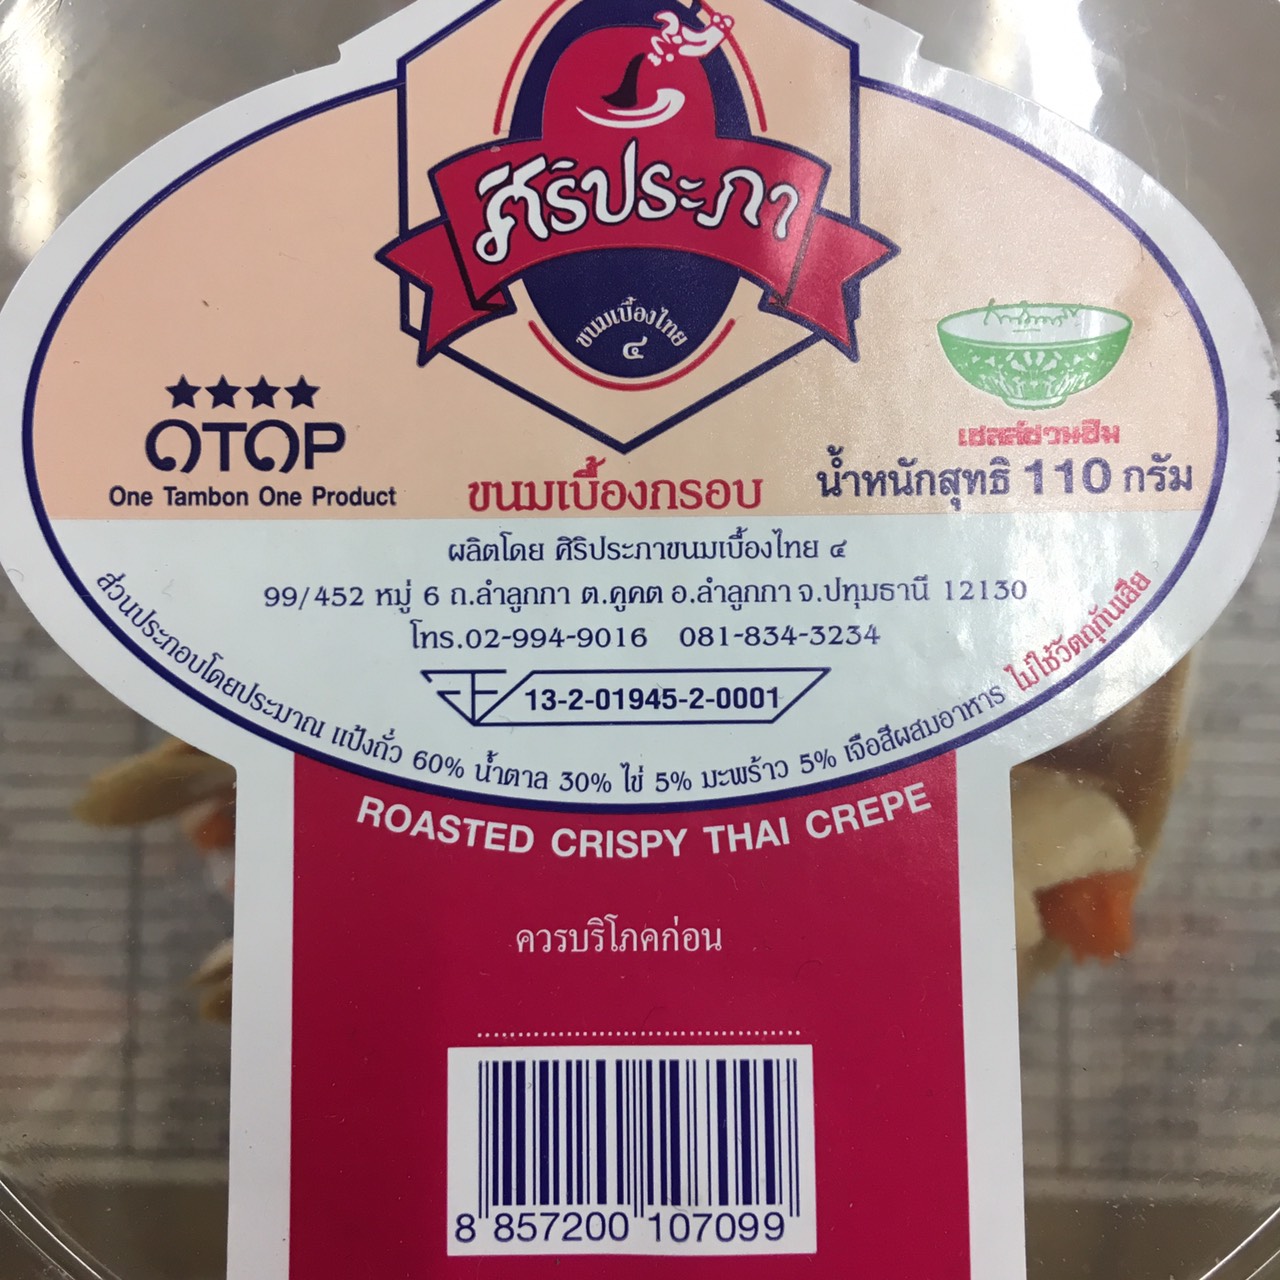 ศิริประภา
ขนมเบื้องไทย
๔
OTOP
One Tambon One Product
ขนมเบื้องกรอบ
เชลล์ชวนชิม
น้ำหนักสุทธิ 110 กรัม
ผลิตโดย ศิริประภาขนมเบื้องไทย ๔
99/452 หมู่ 6 ถ.ลำลูกกา ต.คูคต อ.ลำลูกกา จ.ปทุมธานี 12130
โทร.02-994-9016 081-834-3234
13-2-01945-2-0001
ส่วนประกอบโดยประมาณ แป้งถั่ว 60% น้ำตาล 30% ไข่ 5% มะพร้าว 5% เจือสีผสมอาหาร ไม่ใช้วัตถุกันเสีย
ROASTED CRISPY THAI CREPE
ควรบริโภคก่อน
8 857200 107099